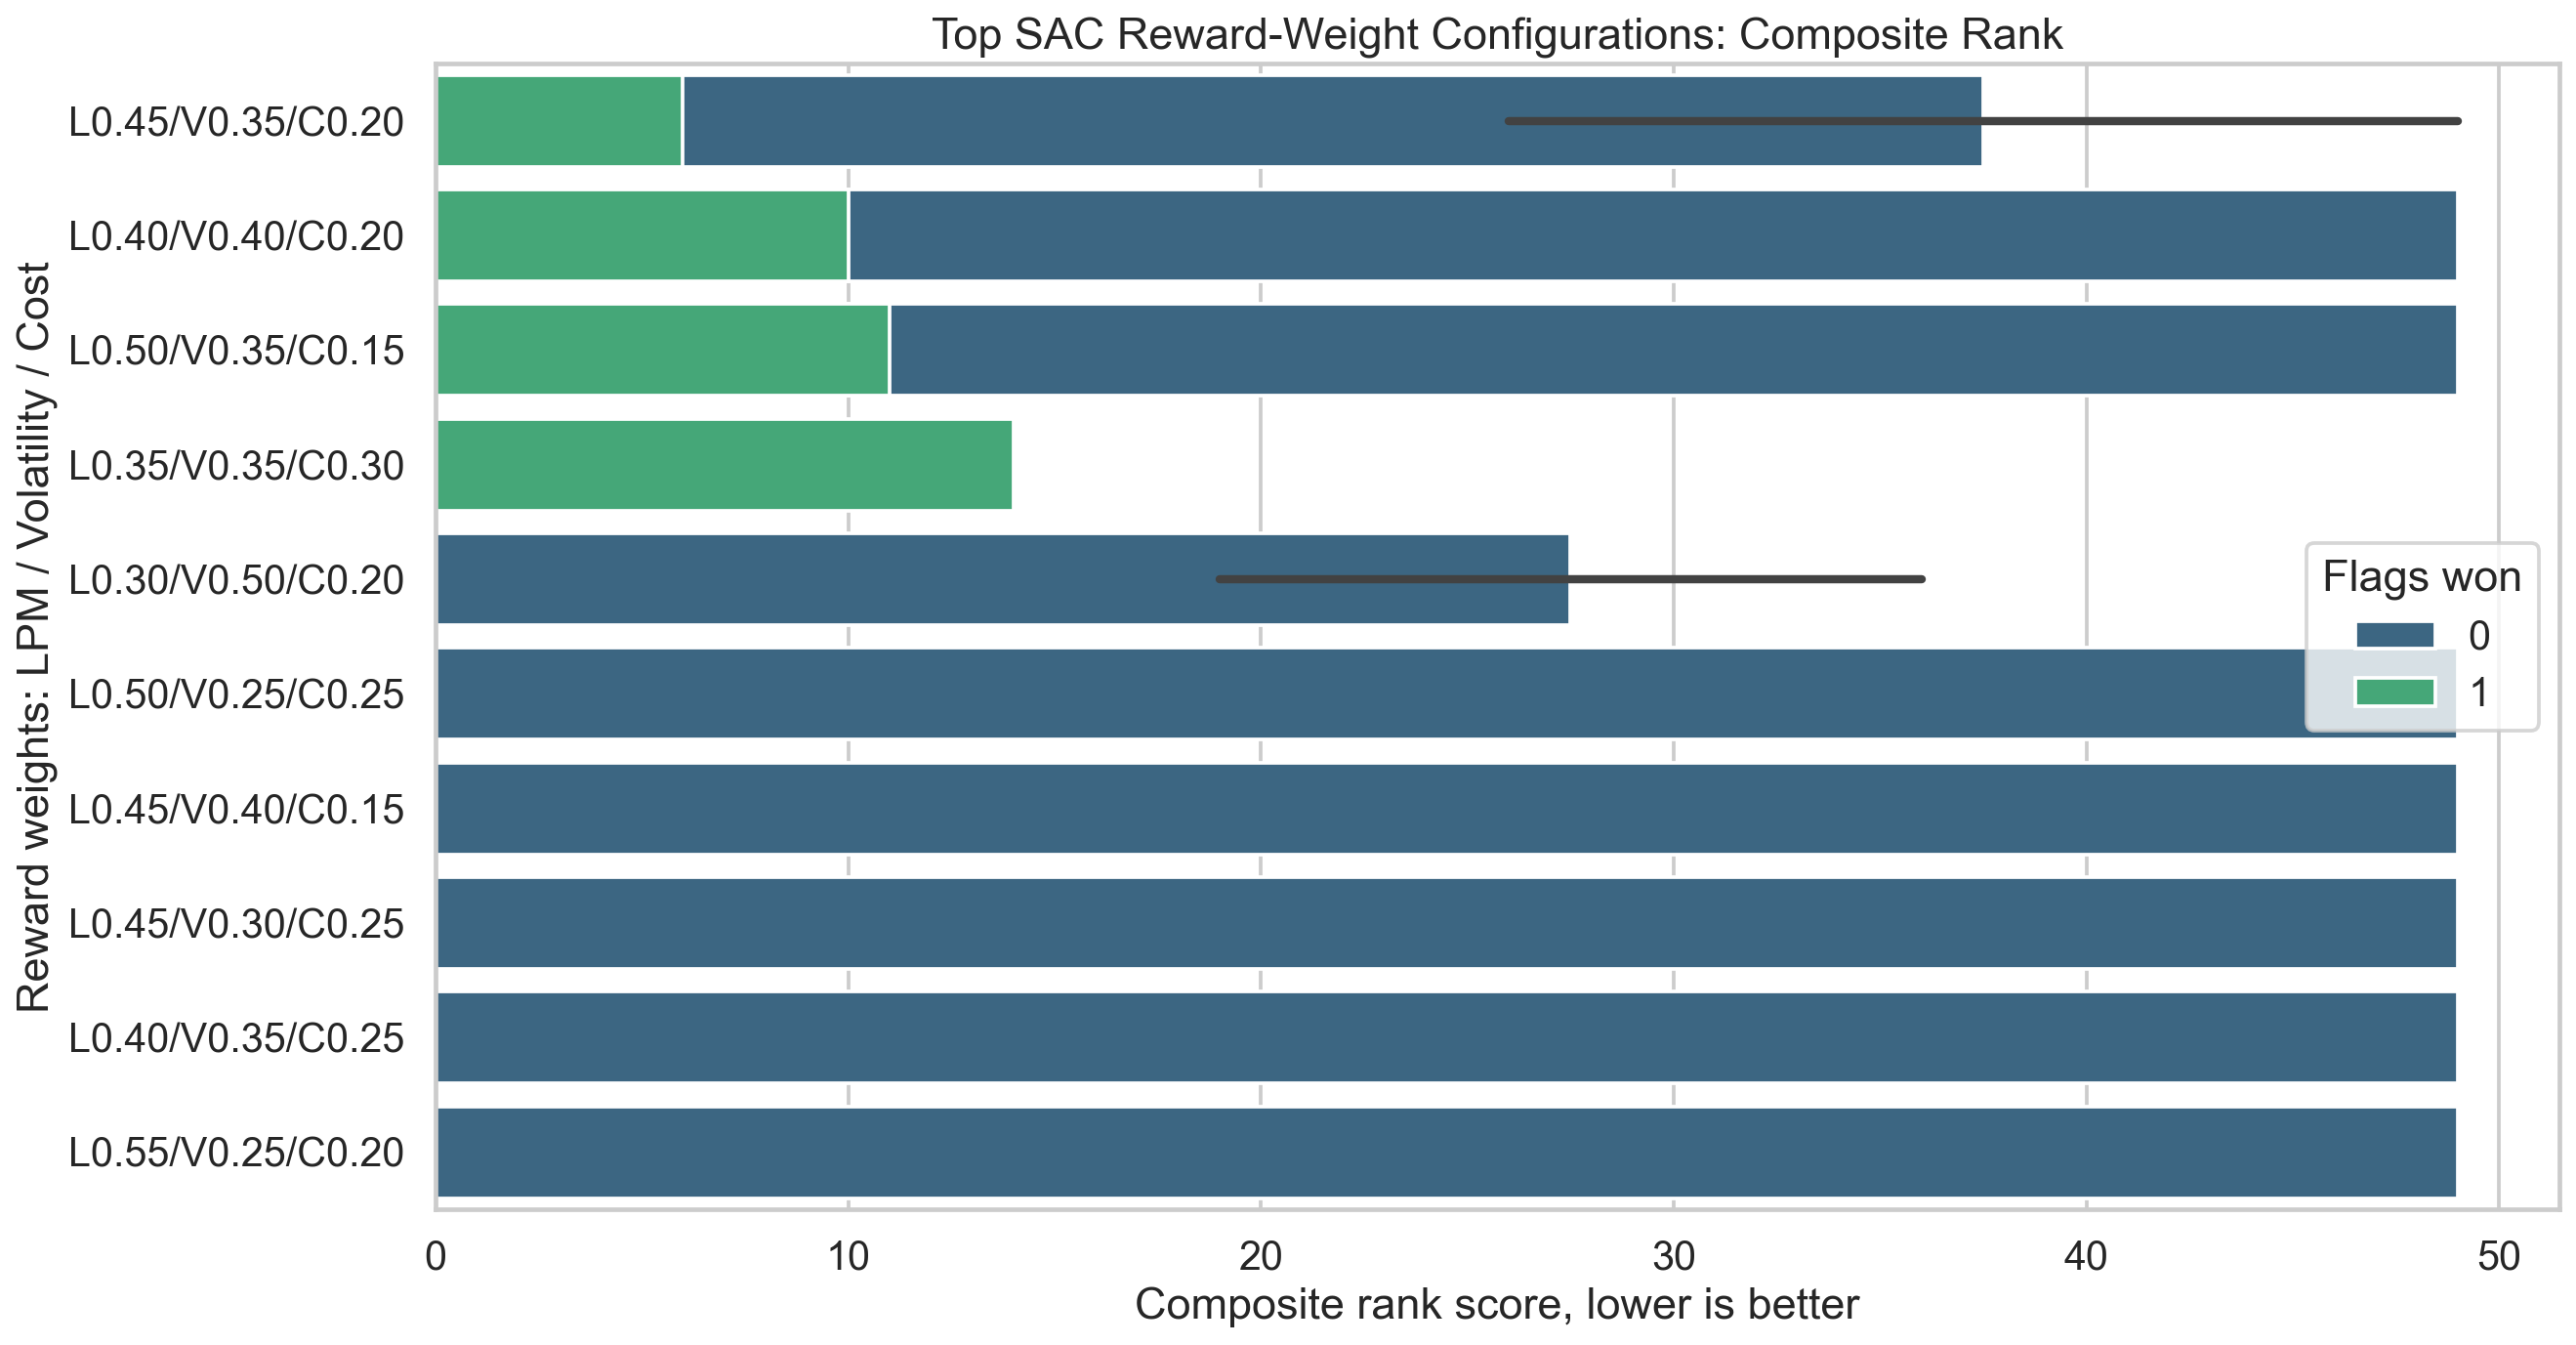 Top SAC Reward-Weight Configurations: Composite Rank
Reward weights: LPM / Volatility / Cost
L0.45/V0.35/C0.20
L0.40/V0.40/C0.20
L0.50/V0.35/C0.15
L0.35/V0.35/C0.30
L0.30/V0.50/C0.20
L0.50/V0.25/C0.25
L0.45/V0.40/C0.15
L0.45/V0.30/C0.25
L0.40/V0.35/C0.25
L0.55/V0.25/C0.20
Flags won
0
1
0 10 20 30 40 50
Composite rank score, lower is better